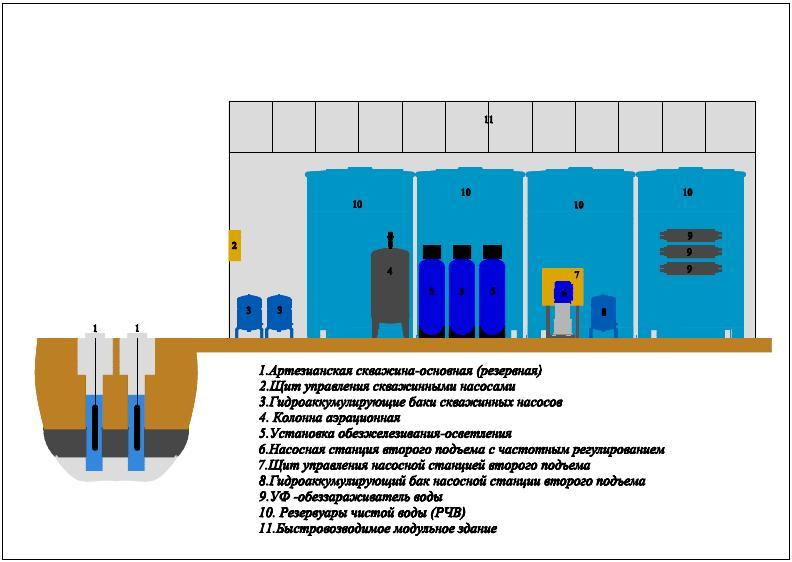 11
10
10
10
10
9
9
9
2
4
7
5
5
5
6
3
3
8
1
1
1.Артезианская скважина-основная (резервная)
2.Щит управления скважинными насосами
3.Гидроаккумулирующие баки скважинных насосов
4. Колонна аэрационная
5.Установка обезжелезивания-осветления
6.Насосная станция второго подъема с частотным регулированием
7.Щит управления насосной станцией второго подъема
8.Гидроаккумулирующий бак насосной станции второго подъема
9.УФ -обеззараживатель воды
10. Резервуары чистой воды (РЧВ)
11.Быстровозводимое модульное здание